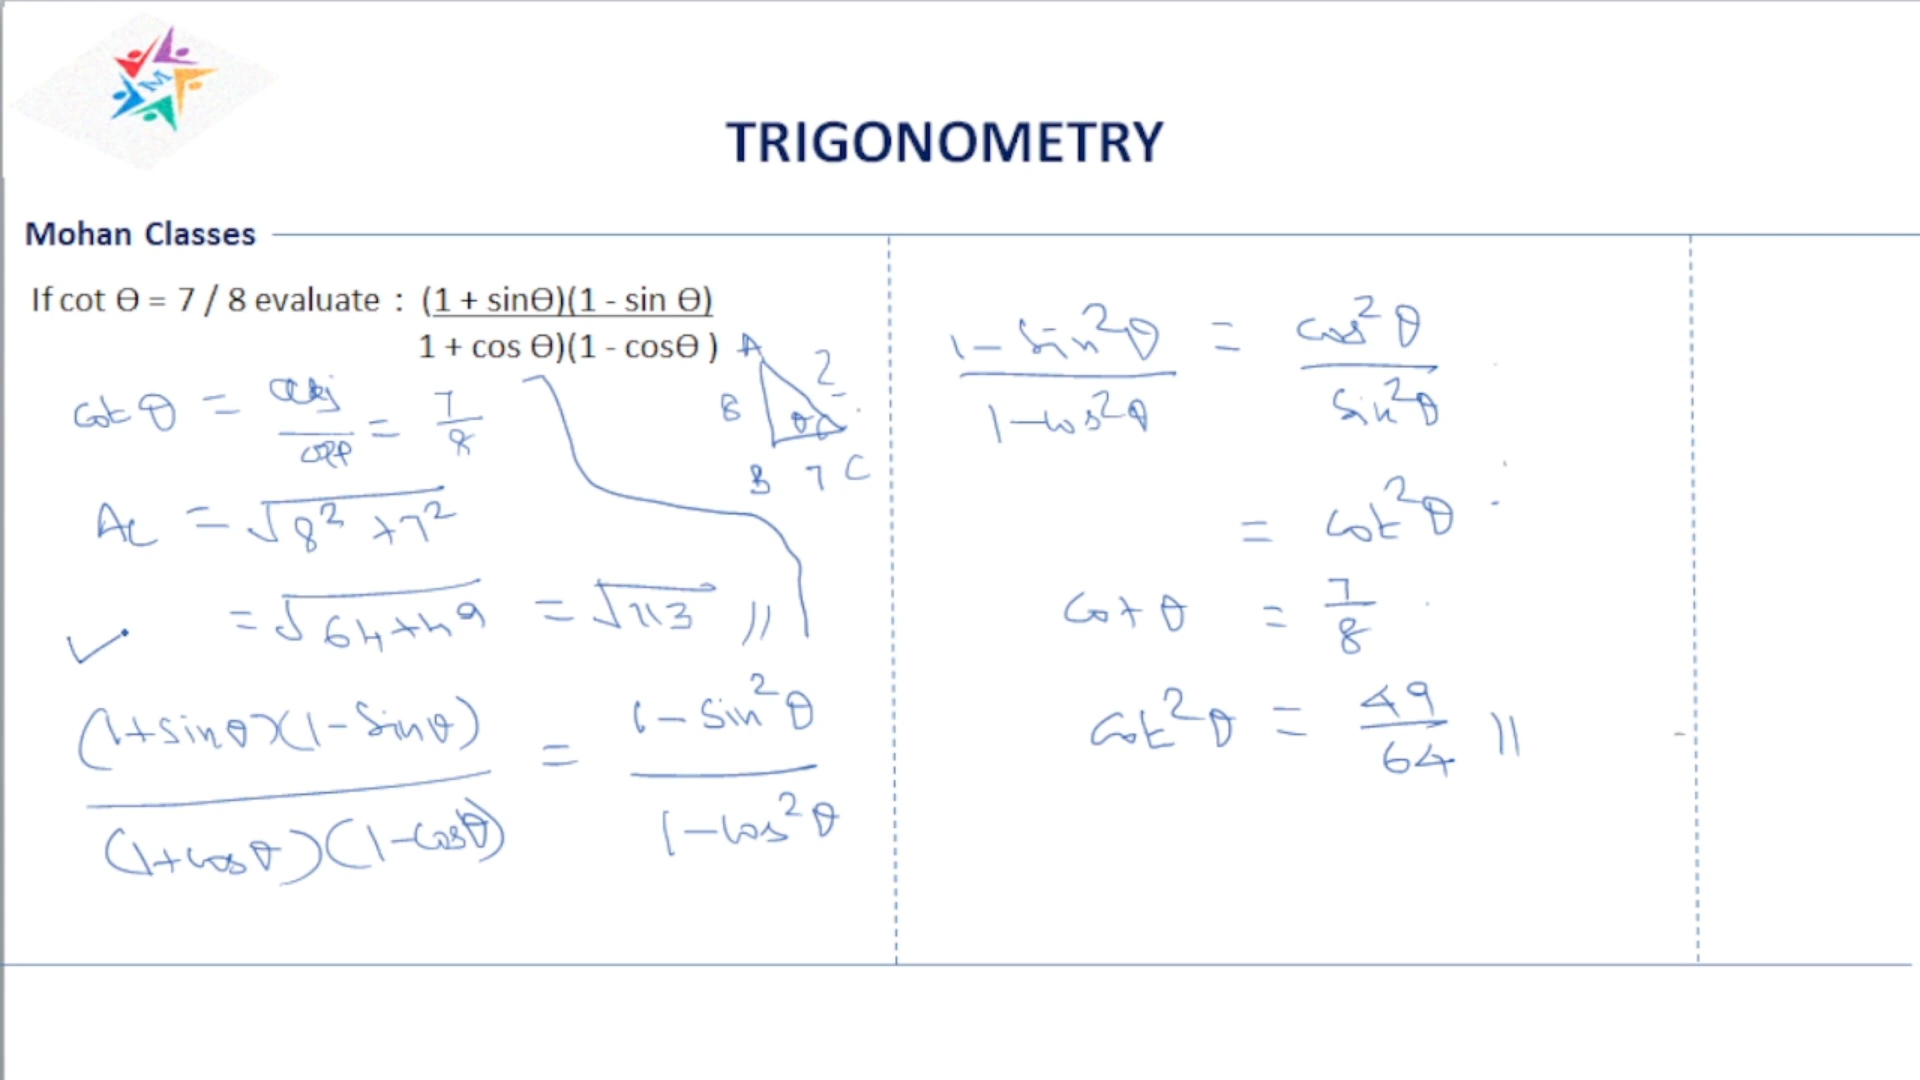 M
TRIGONOMETRY
Mohan Classes
If cot Θ = 7 / 8 evaluate : (1 + sinΘ)(1 - sin Θ)
1 + cos Θ)(1 - cosΘ )
cot θ = adj/opp = 7/8
A 8 ? θ B 7 C
AC = √8² + 7²
= √64+49 = √113 //
(1+sinθ)(1-sinθ)/(1+cosθ)(1-cosθ) = 1-sin²θ/1-cos²θ
1-sin²θ/1-cos²θ = cos²θ/sin²θ
= cot²θ
cot θ = 7/8
cot²θ = 49/64 //